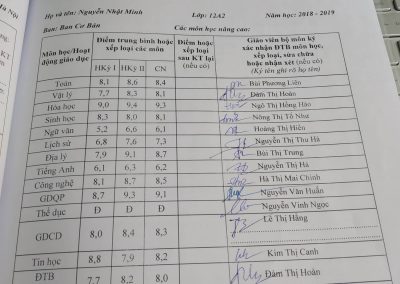 à Nội
Họ và tên: Nguyễn Nhật Minh Lớp: 12A2 Năm học: 2018 - 2019
Ban: Ban Cơ Bản Các môn học nâng cao:
Môn học/Hoạt động giáo dục
Điểm trung bình hoặc xếp loại các môn
HKỳ I HKỳ II CN
Điểm hoặc xếp loại sau KT lại (nếu có)
Giáo viên bộ môn ký xác nhận ĐTB môn học, xếp loại, sửa chữa hoặc nhận xét (nếu có)
(Ký tên ghi rõ họ tên)
Toán 8,1 8,6 8,4 Bùi Phương Liên
Vật lý 7,7 8,3 8,1 Đàm Thị Hoàn
Hóa học 9,0 9,4 9,3 Ngô Thị Hồng Hảo
Sinh học 8,3 8,0 8,1 Nông Thị Tố Như
Ngữ văn 5,2 6,6 6,1 Hoàng Thị Hiền
Lịch sử 6,8 7,6 7,3 Nguyễn Thị Thu Hà
Địa lý 7,9 9,1 8,7 Bùi Thị Trung
Tiếng Anh 6,1 6,3 6,2 Nguyễn Thị Hà
Công nghệ 8,1 8,7 8,5 Hà Thị Mai Chinh
GDQP 8,7 9,3 9,1 Nguyễn Văn Huấn
Thể dục Đ Đ Đ Nguyễn Vinh Ngọc
GDCD 8,0 8,4 8,3 Lê Thị Hằng
Tin học 8,8 7,9 8,2 Kim Thị Canh
ĐTB 7,7 8,2 8,0 Đàm Thị Hoàn